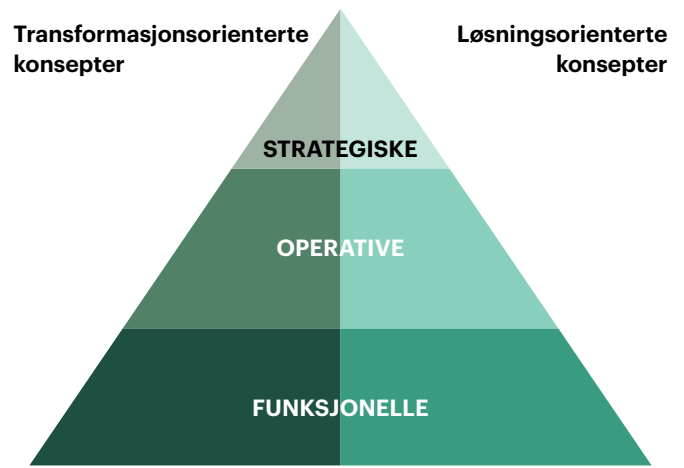 Transformasjonsorienterte
konsepter
Løsningsorienterte
konsepter
STRATEGISKE
OPERATIVE
FUNKSJONELLE